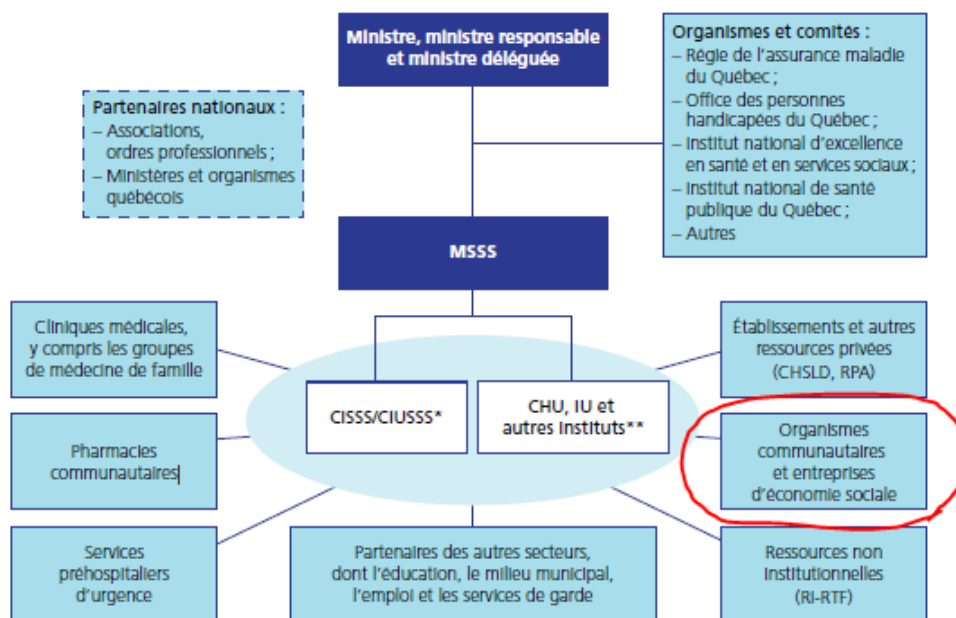 Ministre, ministre responsable
et ministre déléguée
Organismes et comités :
– Régie de l'assurance maladie
du Québec ;
– Office des personnes
handicapées du Québec ;
– Institut national d'excellence
en santé et en services sociaux ;
– Institut national de santé
publique du Québec ;
– Autres
Partenaires nationaux :
– Associations,
ordres professionnels ;
– Ministères et organismes
québécois
MSSS
Cliniques médicales,
y compris les groupes
de médecine de famille
Établissements et autres
ressources privées
(CHSLD, RPA)
CISSS/CIUSSS*
CHU, IU et
autres instituts**
Pharmacies
communautaires
Organismes
communautaires
et entreprises
d'économie sociale
Services
préhospitaliers
d'urgence
Partenaires des autres secteurs,
dont l'éducation, le milieu municipal,
l'emploi et les services de garde
Ressources non
institutionnelles
(RI-RTF)